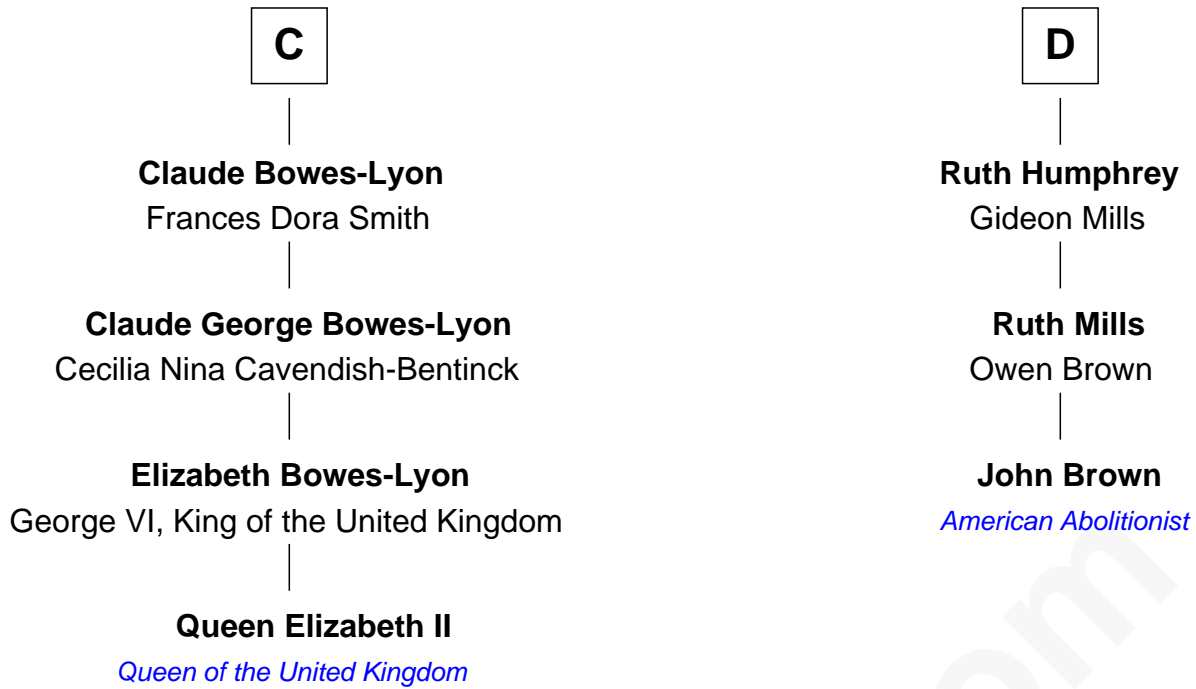 C
Claude Bowes-Lyon
Frances Dora Smith
Claude George Bowes-Lyon
Cecilia Nina Cavendish-Bentinck
Elizabeth Bowes-Lyon
George VI, King of the United Kingdom
Queen Elizabeth II
Queen of the United Kingdom
D
Ruth Humphrey
Gideon Mills
Ruth Mills
Owen Brown
John Brown
American Abolitionist
om